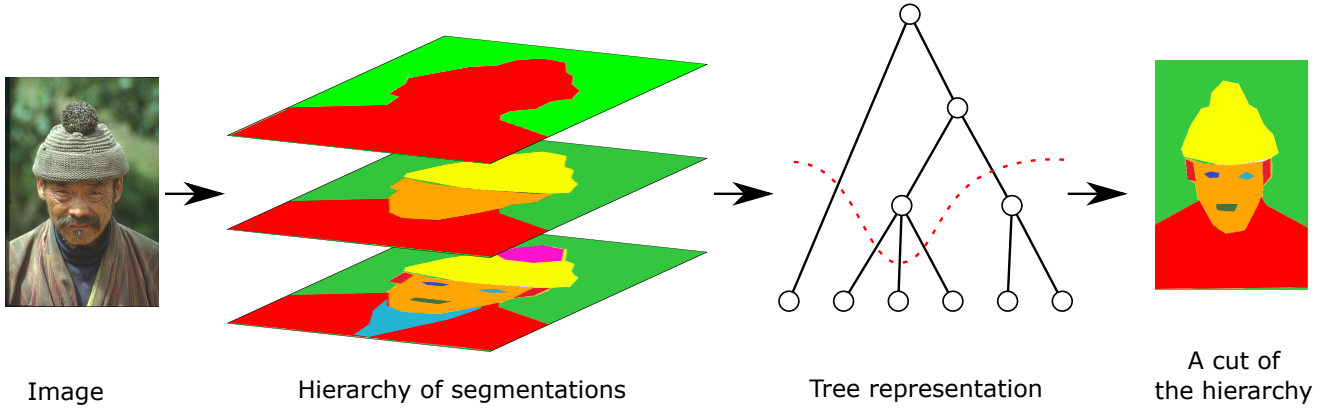 Image
Hierarchy of segmentations
Tree representation
A cut of
the hierarchy